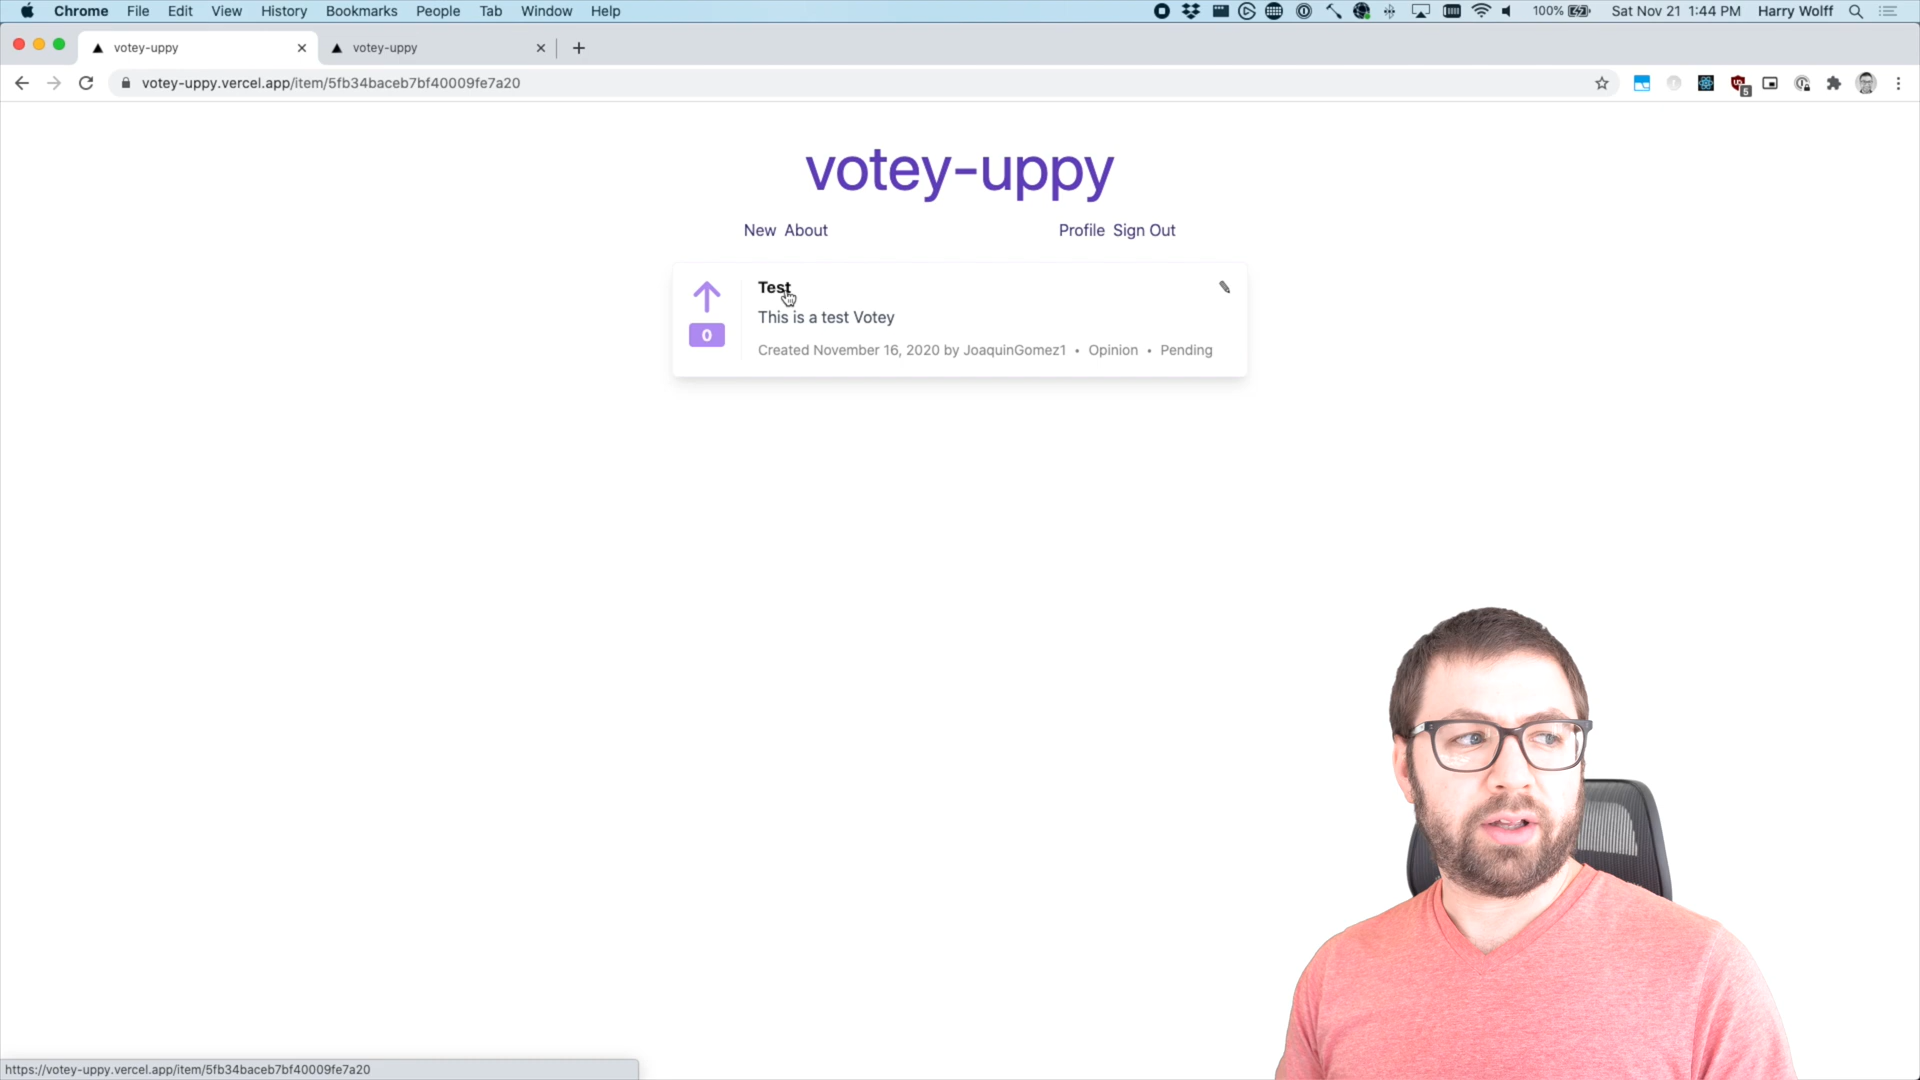 Chrome File Edit View History Bookmarks People Tab Window Help 100% Sat Nov 21 1:44 PM Harry Wolff
votey-uppy votey-uppy
votey-uppy.vercel.app/item/5fb34baceb7bf40009fe7a20
5
votey-uppy
New About Profile Sign Out
Test
This is a test Votey
0
Created November 16, 2020 by JoaquinGomez1 • Opinion • Pending
https://votey-uppy.vercel.app/item/5fb34baceb7bf40009fe7a20